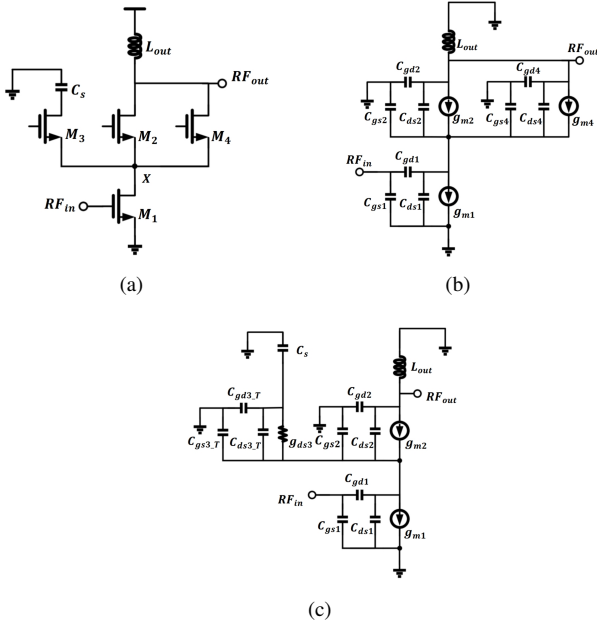 L_out
RF_out
C_s
M_3
M_2
M_4
X
RF_in
M_1
(a)
L_out
RF_out
C_gd2
C_gd4
C_gs2
C_ds2
g_m2
C_gs4
C_ds4
g_m4
RF_in
C_gd1
C_gs1
C_ds1
g_m1
(b)
C_s
L_out
RF_out
C_gd3_T
C_gd2
C_gs3_T
C_ds3_T
g_ds3
C_gs2
C_ds2
g_m2
RF_in
C_gd1
C_gs1
C_ds1
g_m1
(c)